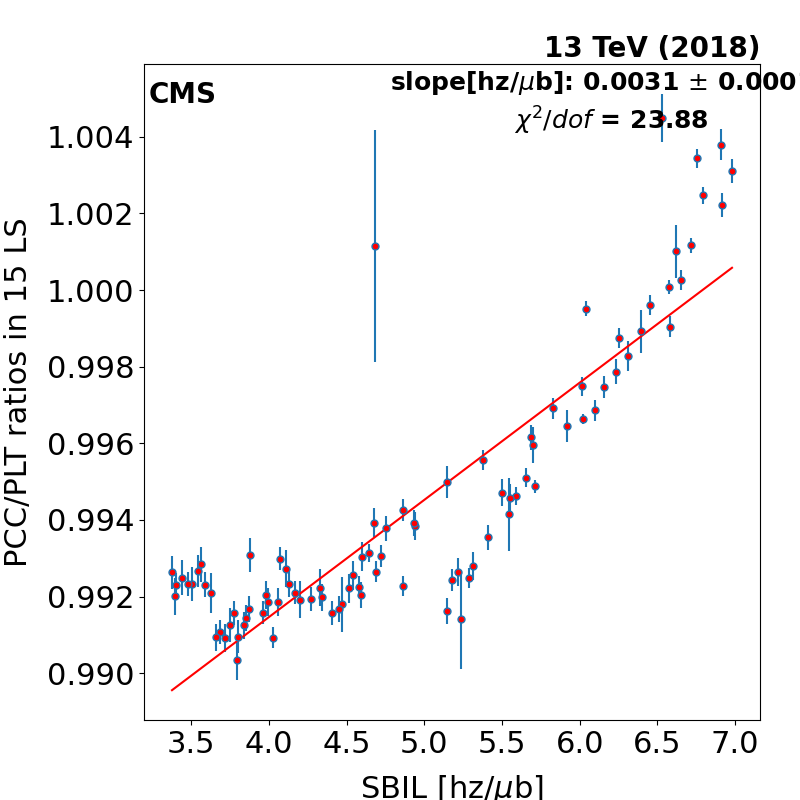 13 TeV (2018)
CMS
slope[hz/μb]: 0.0031 ± 0.000
χ²/dof = 23.88
1.004
1.002
1.000
0.998
0.996
0.994
0.992
0.990
PCC/PLT ratios in 15 LS
3.5 4.0 4.5 5.0 5.5 6.0 6.5 7.0
SBIL [hz/μb]